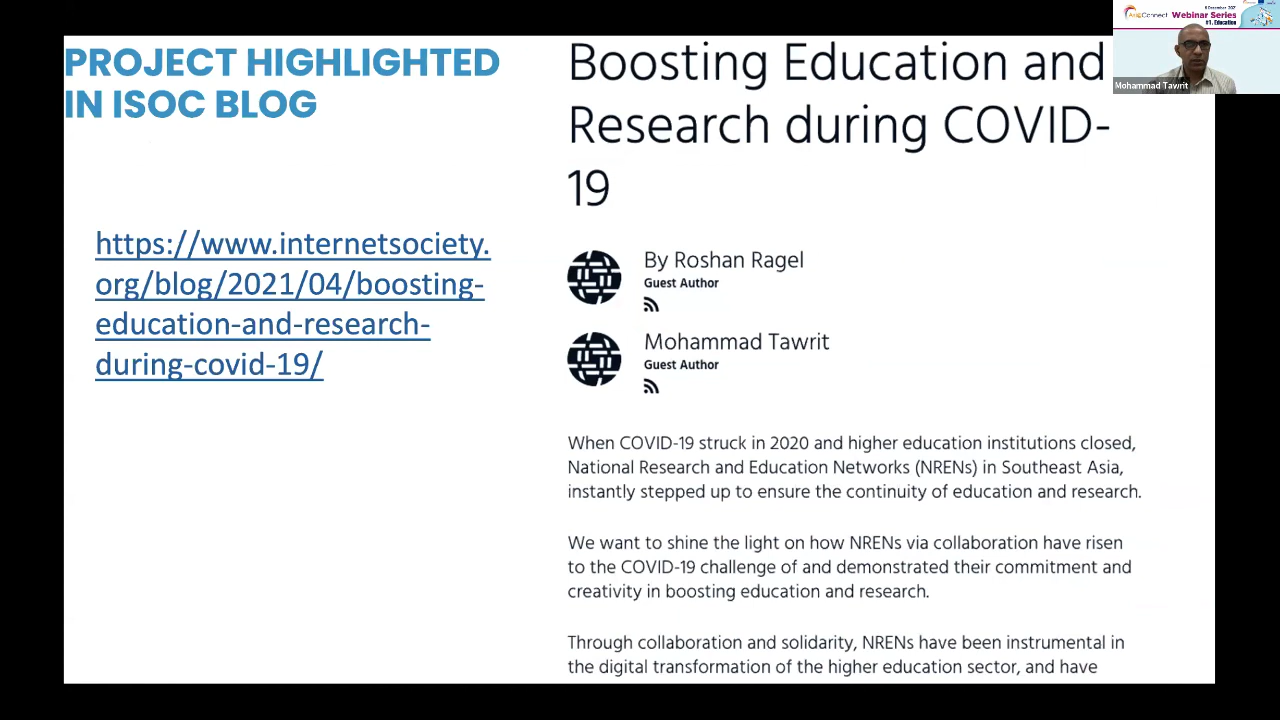 PROJECT HIGHLIGHTED
IN ISOC BLOG
https://www.internetsociety.
org/blog/2021/04/boosting-
education-and-research-
during-covid-19/
Boosting Education and
Research during COVID-
19
By Roshan Ragel
Guest Author
Mohammad Tawrit
Guest Author
When COVID-19 struck in 2020 and higher education institutions closed,
National Research and Education Networks (NRENs) in Southeast Asia,
instantly stepped up to ensure the continuity of education and research.
We want to shine the light on how NRENs via collaboration have risen
to the COVID-19 challenge of and demonstrated their commitment and
creativity in boosting education and research.
Through collaboration and solidarity, NRENs have been instrumental in
the digital transformation of the higher education sector, and have
Webinar Series
#1. Education
Mohammad Tawrit